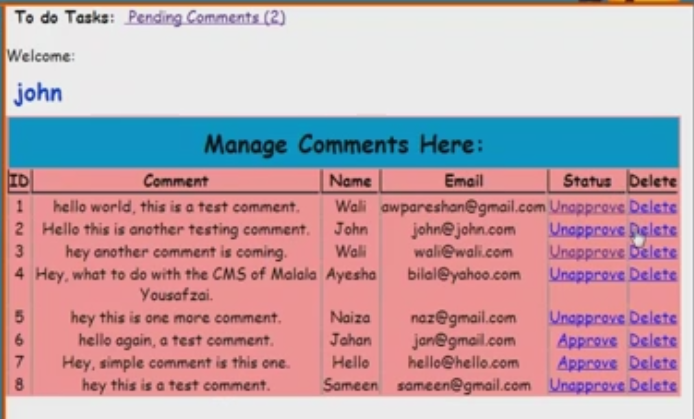 To do Tasks: Pending Comments (2)
Welcome:
john
Manage Comments Here:
ID Comment Name Email Status Delete
1 hello world, this is a test comment. Wali awpareshan@gmail.com Unapprove Delete
2 Hello this is another testing comment. John john@john.com Unapprove Delete
3 hey another comment is coming. Wali wali@wali.com Unapprove Delete
4 Hey, what to do with the CMS of Malala Ayesha bilal@yahoo.com Unapprove Delete
Yousafzai.
5 hey this is one more comment. Naiza naz@gmail.com Unapprove Delete
6 hello again, a test comment. Jahan jan@gmail.com Approve Delete
7 Hey, simple comment is this one. Hello hello@hello.com Approve Delete
8 hey this is a test comment. Sameen sameen@gmail.com Unapprove Delete